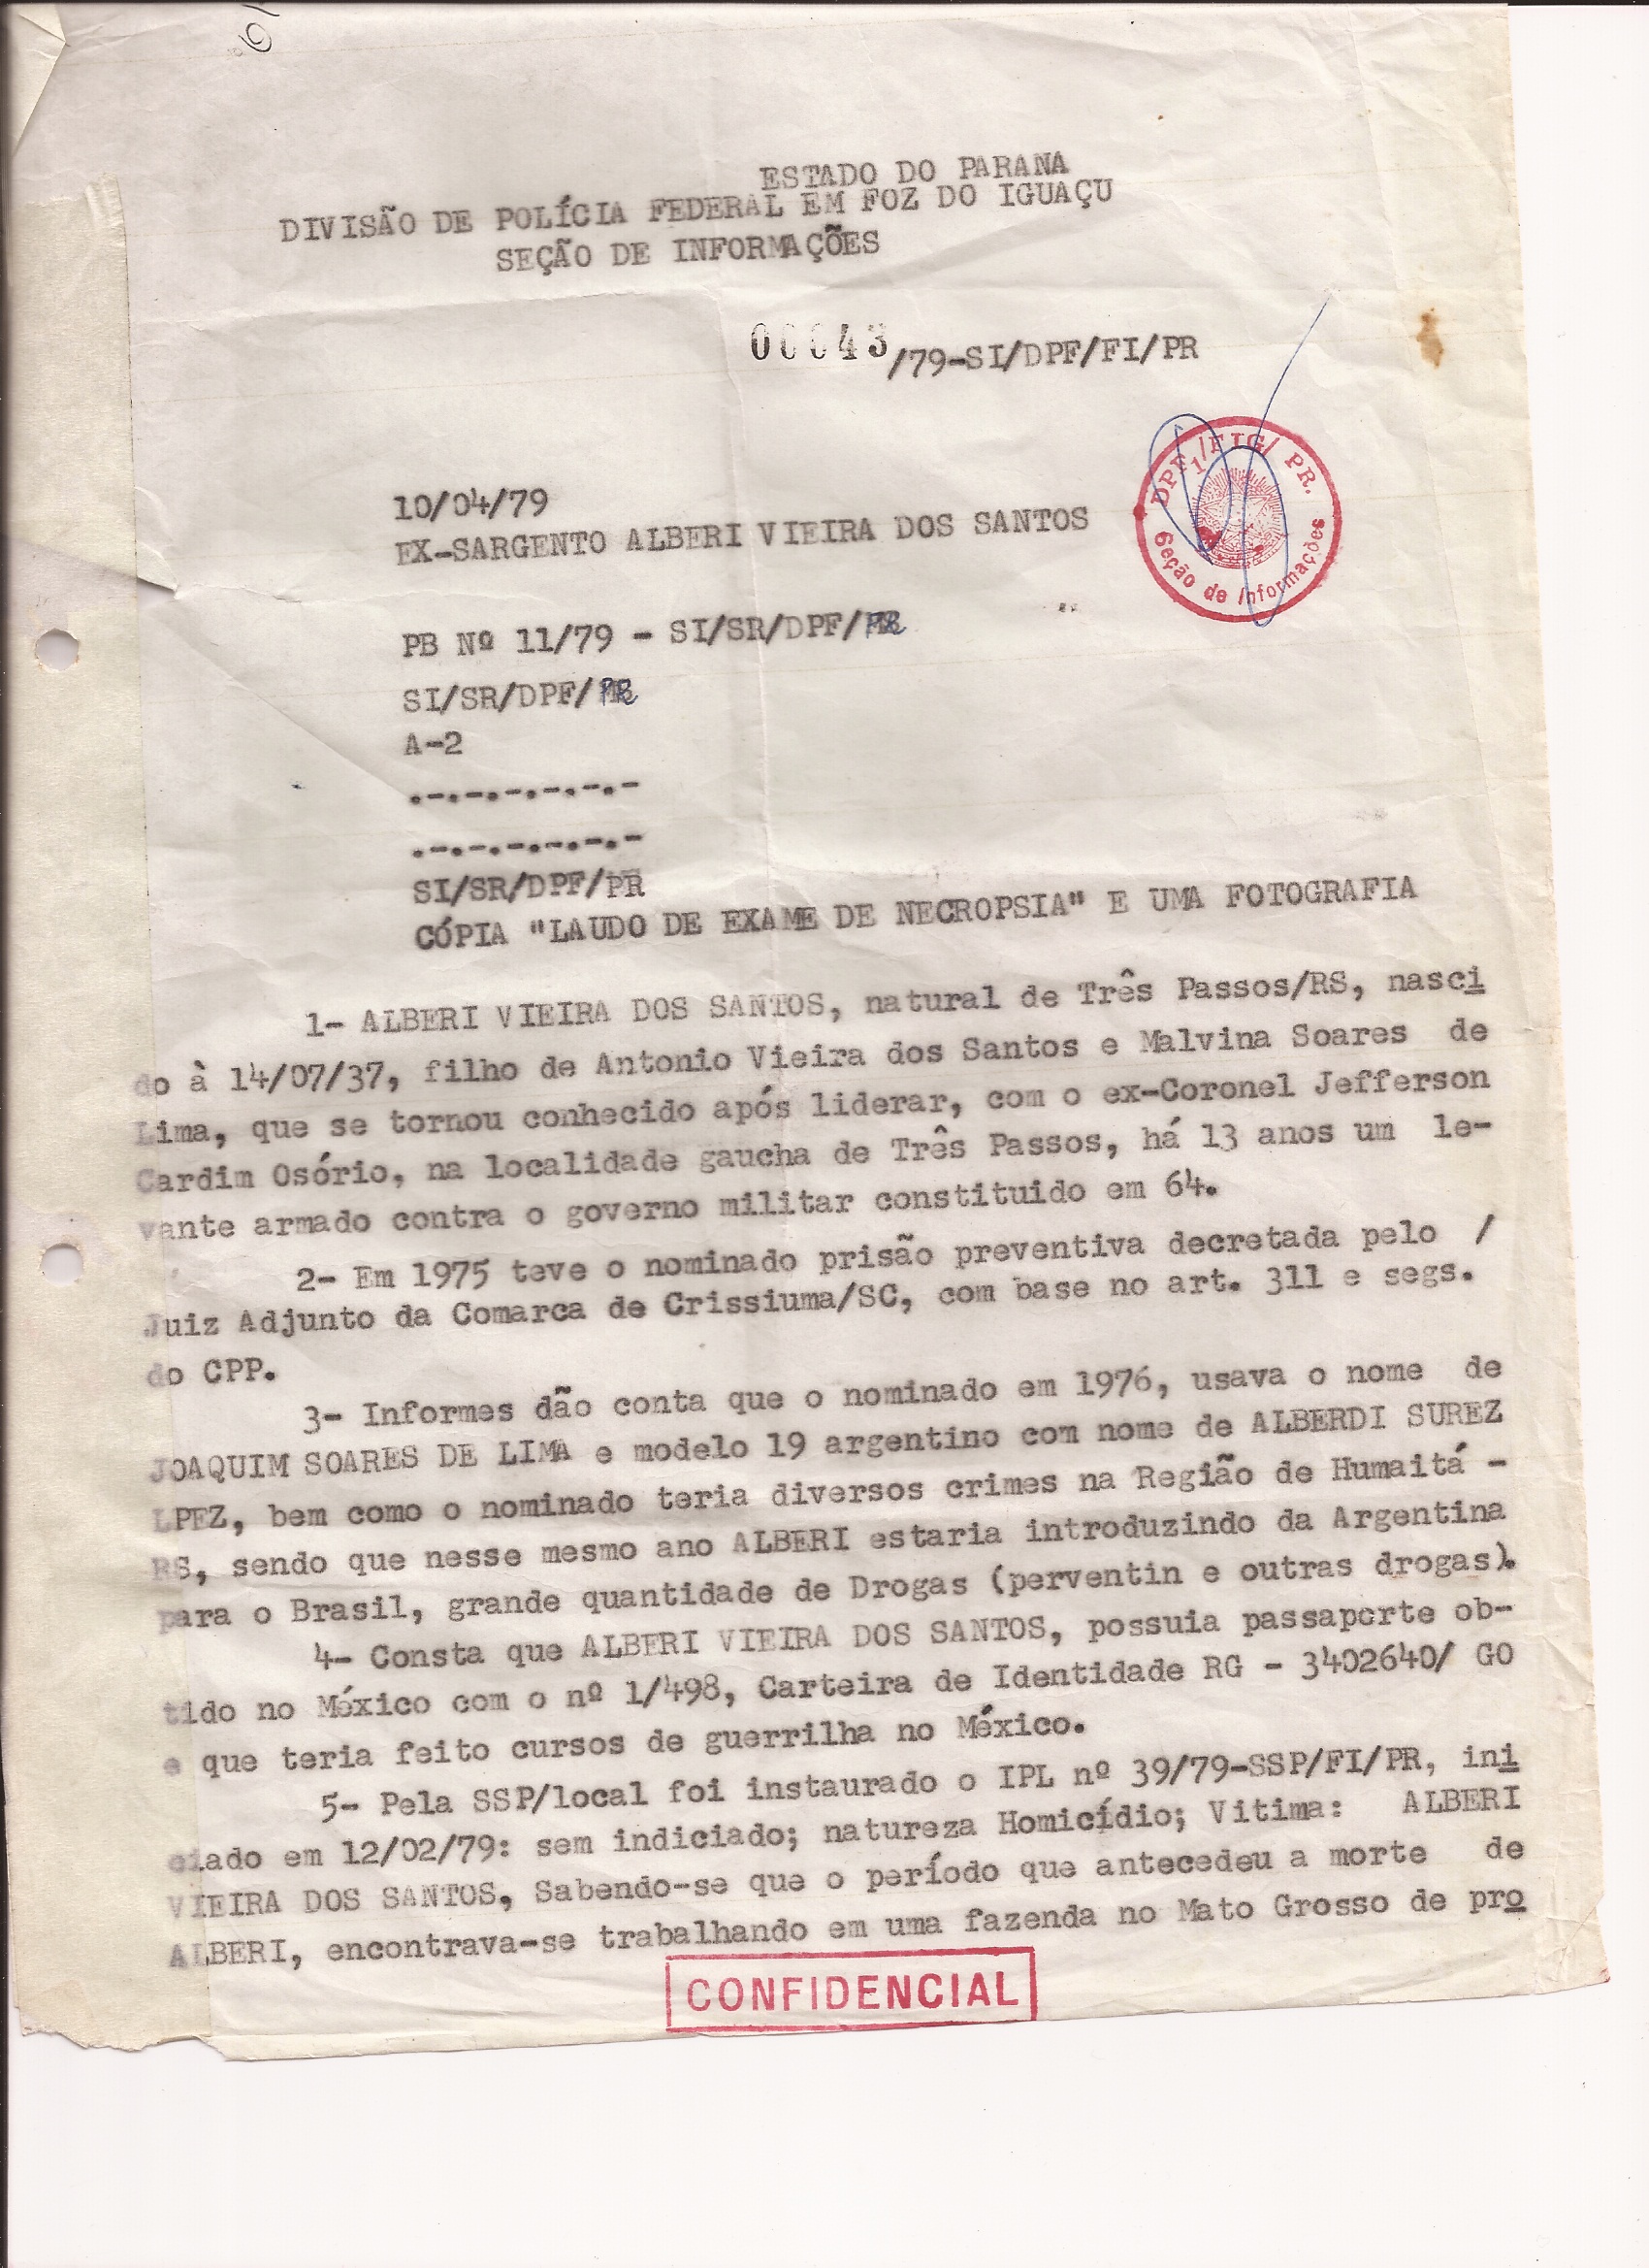 19
ESTADO DO PARANA
DIVISÃO DE POLÍCIA FEDERAL EM FOZ DO IGUAÇU
SEÇÃO DE INFORMAÇÕES
00043/79-SI/DPF/FI/PR
DPF1/FIG/ PR.
Seção de Informações
10/04/79
EX-SARGENTO ALBERI VIEIRA DOS SANTOS
PB Nº 11/79 - SI/SR/DPF/PR
SI/SR/DPF/PR
A-2
.-.-.-.-.-.-
.-.-.-.-.-.-
SI/SR/DPF/PR
CÓPIA "LAUDO DE EXAME DE NECROPSIA" E UMA FOTOGRAFIA
1- ALBERI VIEIRA DOS SANTOS, natural de Três Passos/RS, nasci
do à 14/07/37, filho de Antonio Vieira dos Santos e Malvina Soares de
Lima, que se tornou conhecido após liderar, com o ex-Coronel Jefferson
Cardim Osório, na localidade gaucha de Três Passos, há 13 anos um le-
vante armado contra o governo militar constituido em 64.
2- Em 1975 teve o nominado prisão preventiva decretada pelo /
Juiz Adjunto da Comarca de Crissiuma/SC, com base no art. 311 e segs.
do CPP.
3- Informes dão conta que o nominado em 1976, usava o nome de
JOAQUIM SOARES DE LIMA e modelo 19 argentino com nome de ALBERDI SUREZ
LPEZ, bem como o nominado teria diversos crimes na Região de Humaitá -
RS, sendo que nesse mesmo ano ALBERI estaria introduzindo da Argentina
para o Brasil, grande quantidade de Drogas (perventin e outras drogas).
4- Consta que ALBERI VIEIRA DOS SANTOS, possuia passaporte ob-
tido no México com o nº 1/498, Carteira de Identidade RG - 3402640/ GO
e que teria feito cursos de guerrilha no México.
5- Pela SSP/local foi instaurado o IPL nº 39/79-SSP/FI/PR, ini
ciado em 12/02/79: sem indiciado; natureza Homicídio; Vitima: ALBERI
VIEIRA DOS SANTOS, Sabendo-se que o período que antecedeu a morte de
ALBERI, encontrava-se trabalhando em uma fazenda no Mato Grosso de pro
CONFIDENCIAL